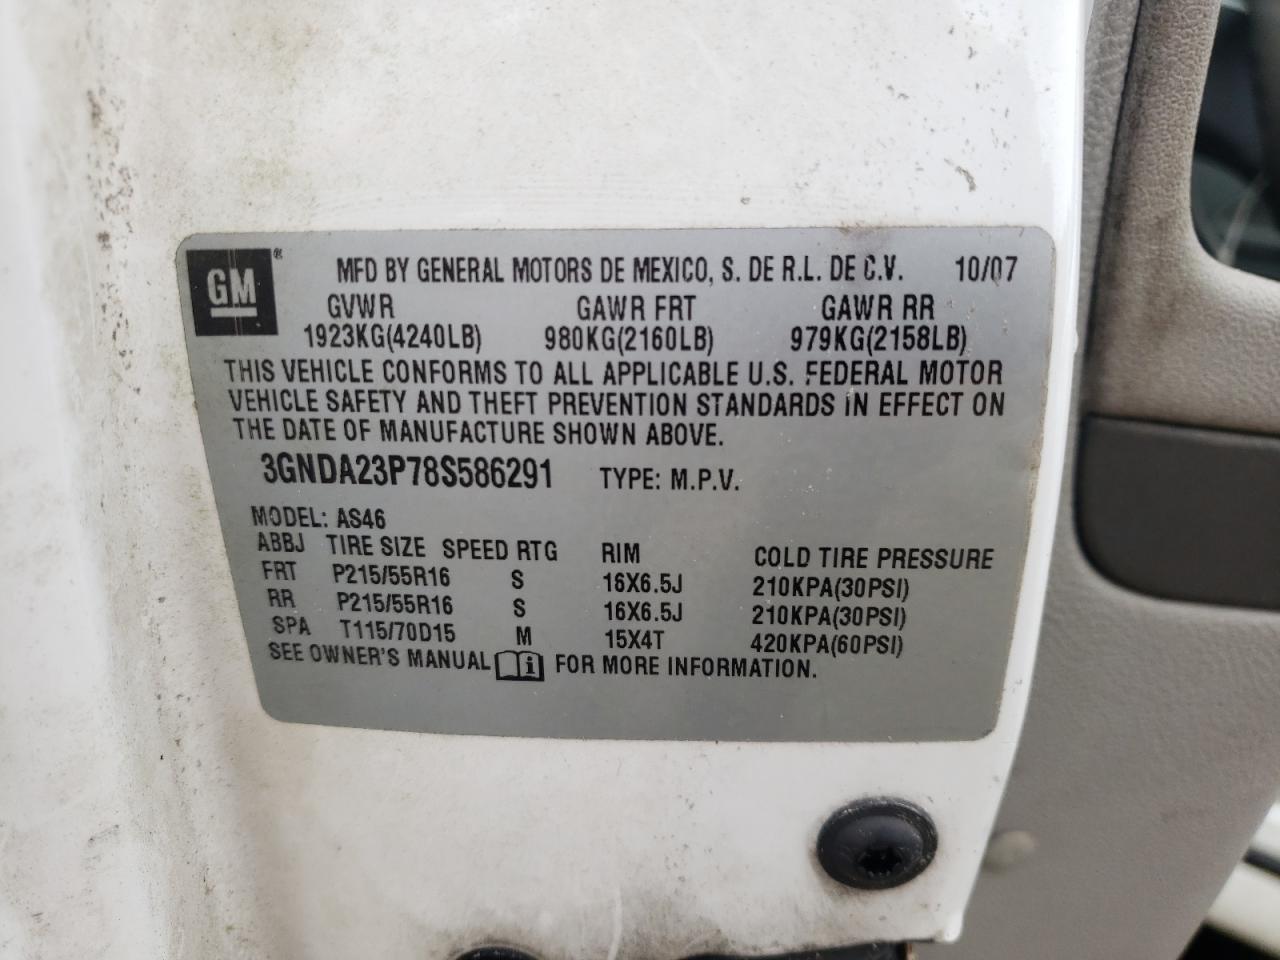 GM®
MFD BY GENERAL MOTORS DE MEXICO, S. DE R.L. DE C.V. 10/07
GVWR GAWR FRT GAWR RR
1923KG(4240LB) 980KG(2160LB) 979KG(2158LB)
THIS VEHICLE CONFORMS TO ALL APPLICABLE U.S. FEDERAL MOTOR
VEHICLE SAFETY AND THEFT PREVENTION STANDARDS IN EFFECT ON
THE DATE OF MANUFACTURE SHOWN ABOVE.
3GNDA23P78S586291 TYPE: M.P.V.
MODEL: AS46
ABBJ TIRE SIZE SPEED RTG RIM COLD TIRE PRESSURE
FRT P215/55R16 S 16X6.5J 210KPA(30PSI)
RR P215/55R16 S 16X6.5J 210KPA(30PSI)
SPA T115/70D15 M 15X4T 420KPA(60PSI)
SEE OWNER'S MANUAL i FOR MORE INFORMATION.